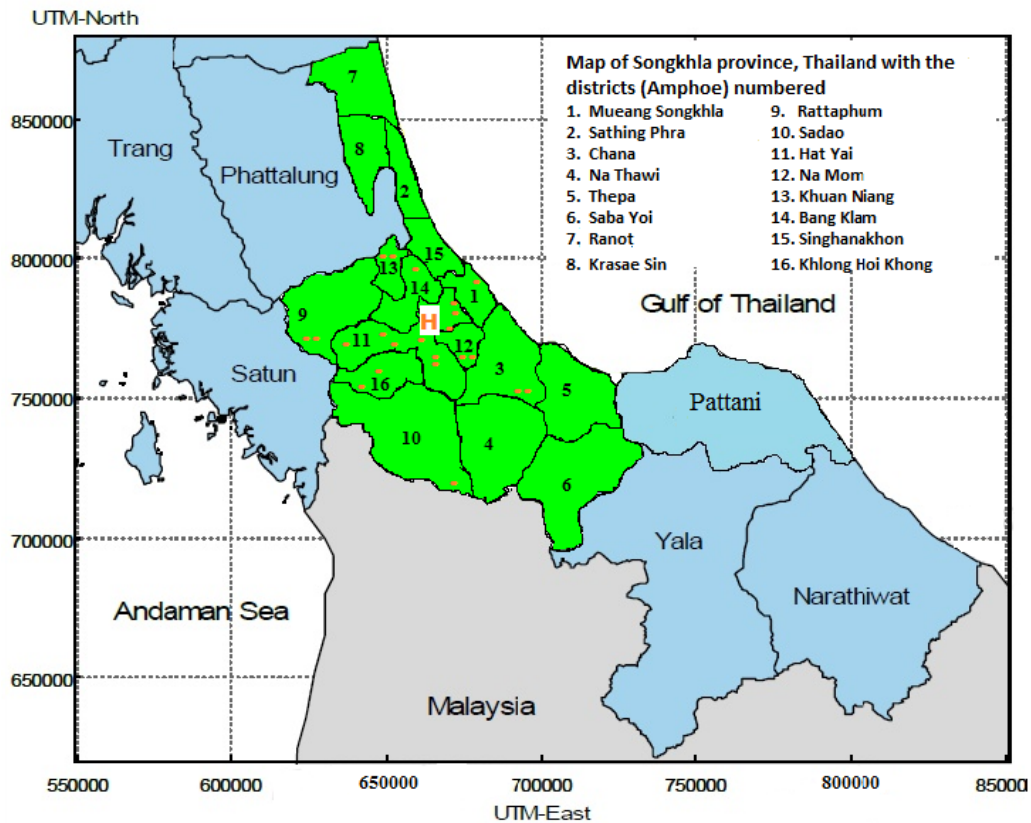 UTM-North
Map of Songkhla province, Thailand with the
districts (Amphoe) numbered
1. Mueang Songkhla
2. Sathing Phra
3. Chana
4. Na Thawi
5. Thepa
6. Saba Yoi
7. Ranot
8. Krasae Sin
9. Rattaphum
10. Sadao
11. Hat Yai
12. Na Mom
13. Khuan Niang
14. Bang Klam
15. Singhanakhon
16. Khlong Hoi Khong
850000
800000
750000
700000
650000
7
8
Trang
Phattalung
2
15
13
14
1
Gulf of Thailand
9
H
11
12
3
Satun
16
5
Pattani
10
4
6
Yala
Narathiwat
Andaman Sea
Malaysia
550000
600000
650000
700000
750000
800000
85000
UTM-East